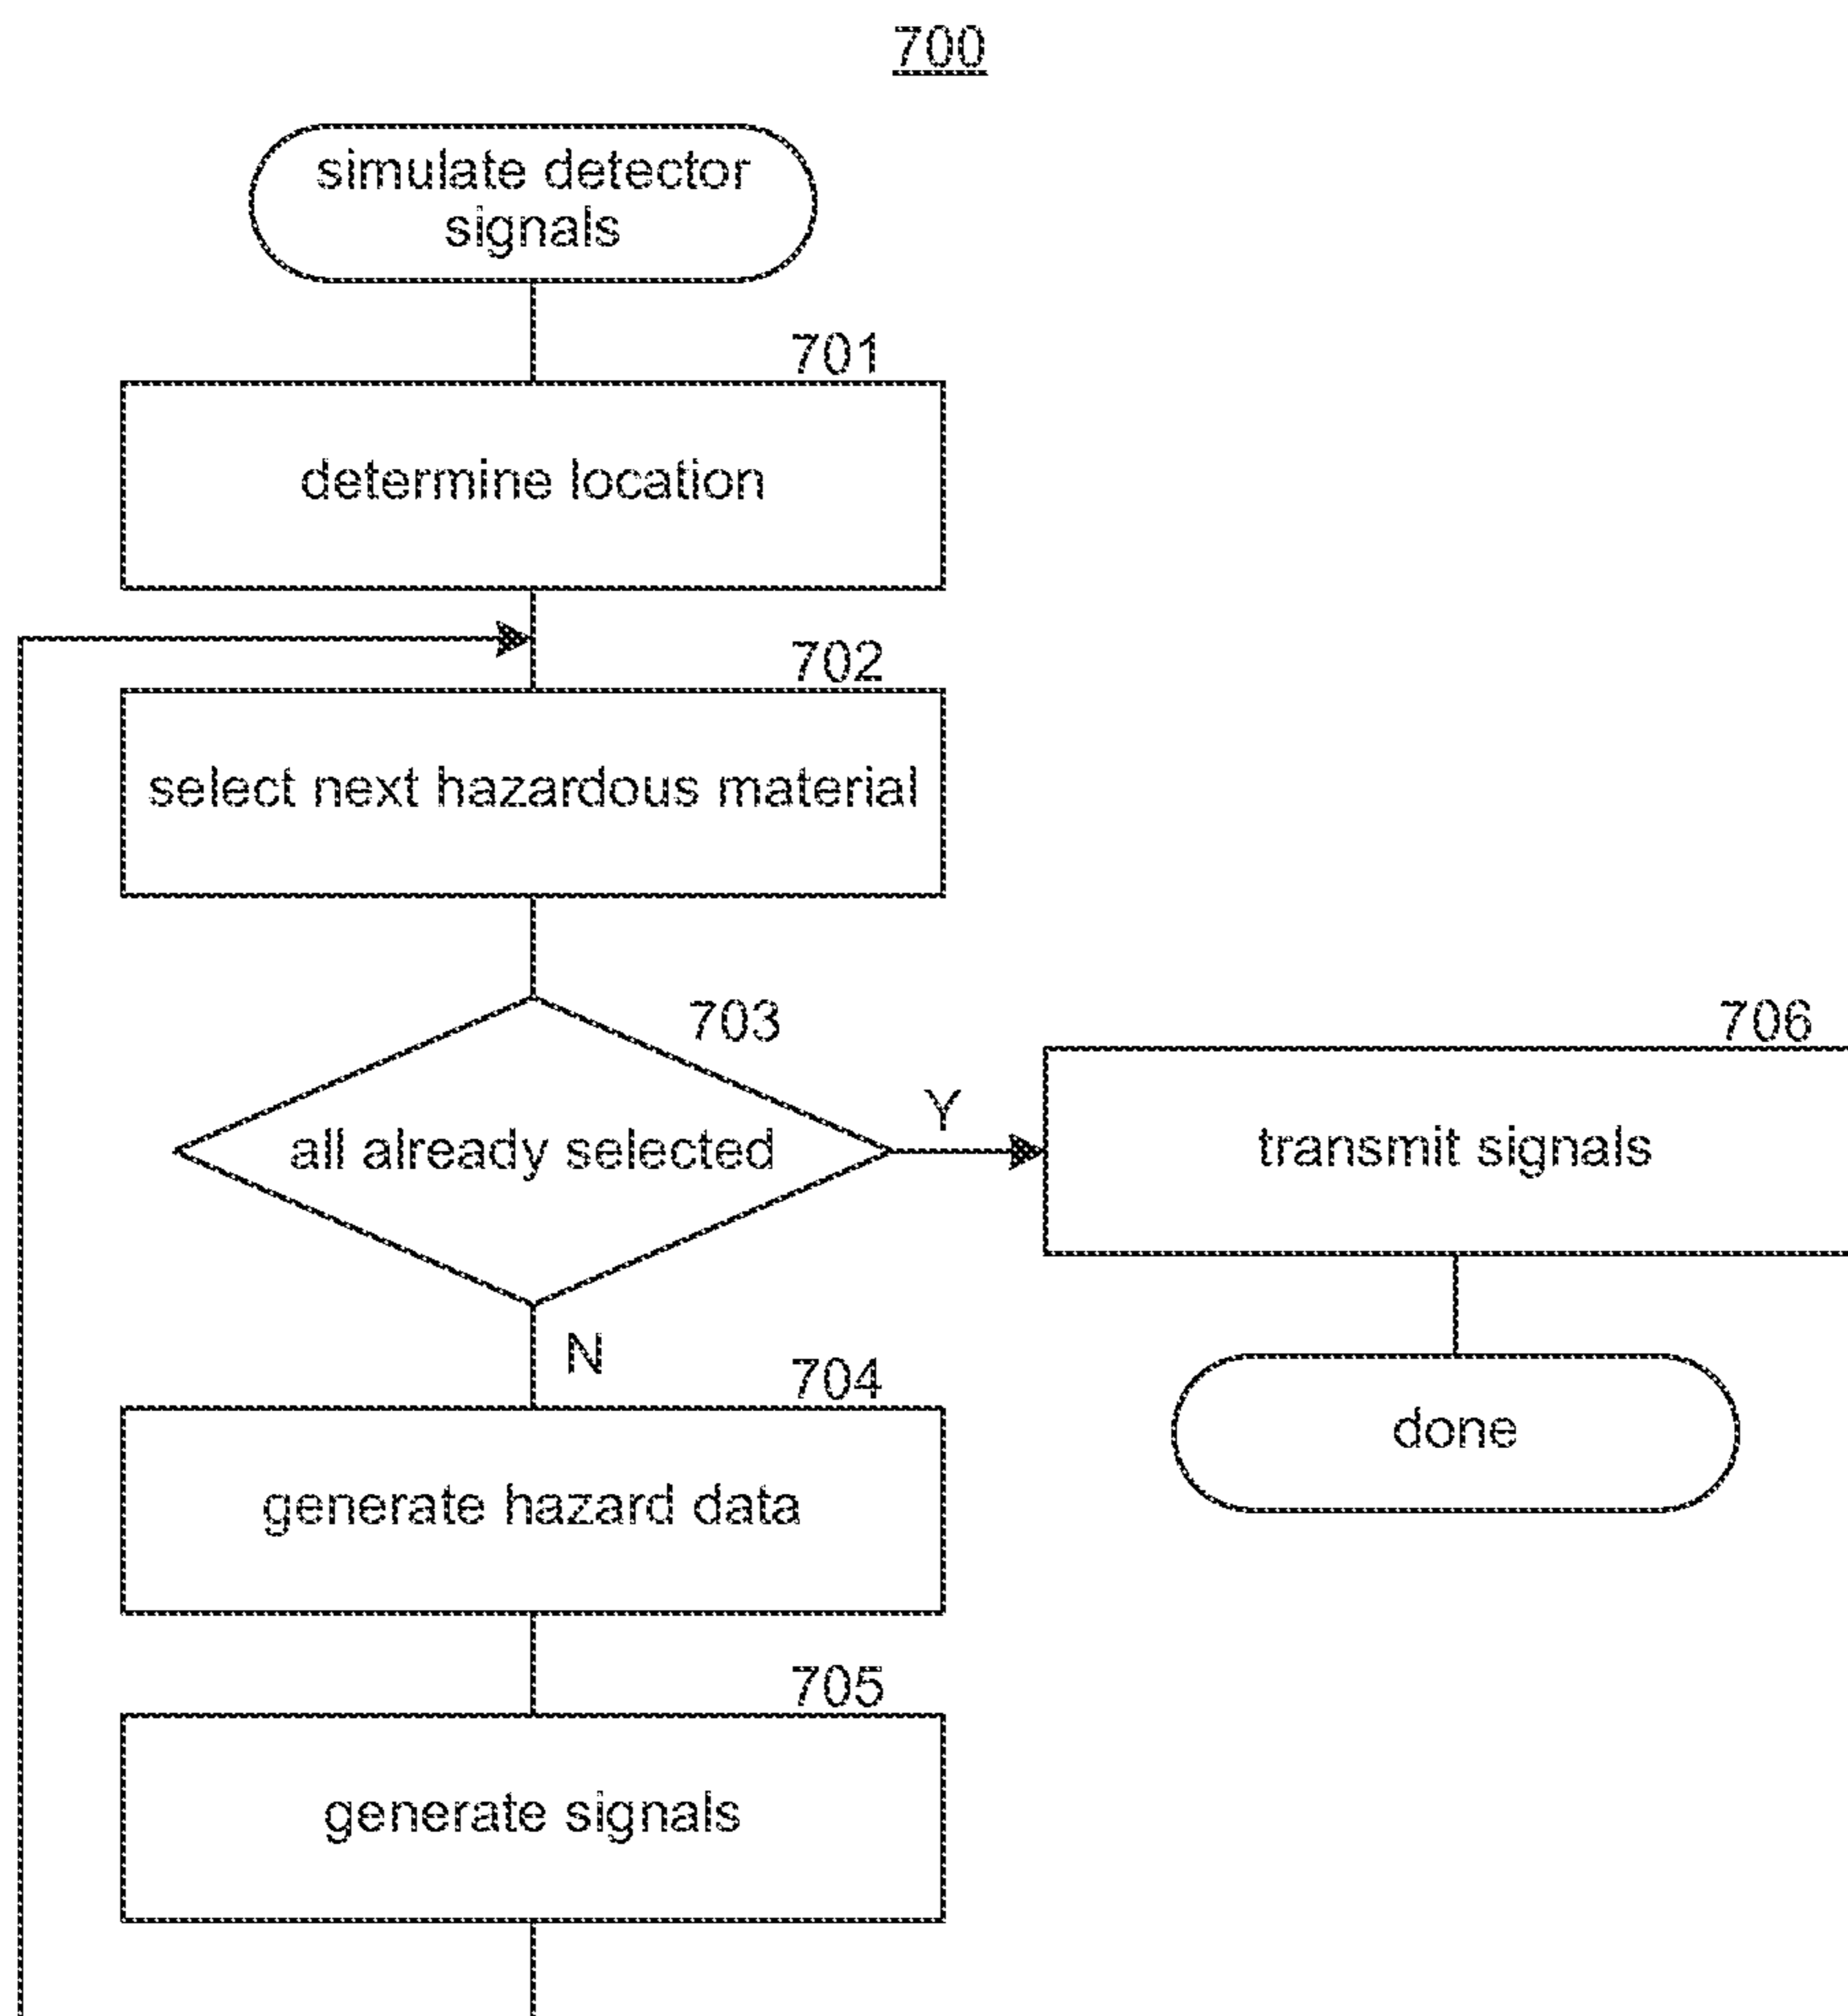 700
simulate detector
signals
701
determine location
702
select next hazardous material
703
all already selected
Y
706
transmit signals
done
N
704
generate hazard data
705
generate signals